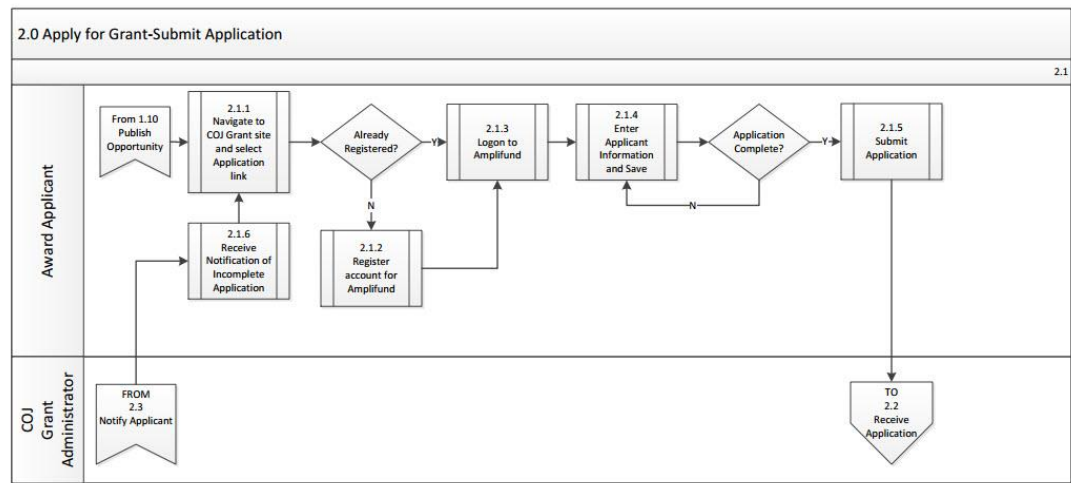 2.0 Apply for Grant-Submit Application
2.1
Award Applicant
From 1.10
Publish
Opportunity
2.1.1
Navigate to
COJ Grant site
and select
Application
link
Already
Registered?
Y
N
2.1.2
Register
account for
Amplifund
2.1.3
Logon to
Amplifund
2.1.4
Enter
Applicant
Information
and Save
Application
Complete?
Y
N
2.1.5
Submit
Application
2.1.6
Receive
Notification of
Incomplete
Application
COJ
Grant
Administrator
FROM
2.3
Notify Applicant
TO
2.2
Receive
Application